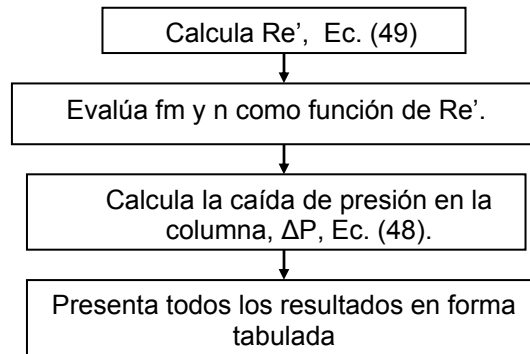 Calcula Re’, Ec. (49)
Evalúa fm y n como función de Re’.
Calcula la caída de presión en la
columna, ΔP, Ec. (48).
Presenta todos los resultados en forma
tabulada